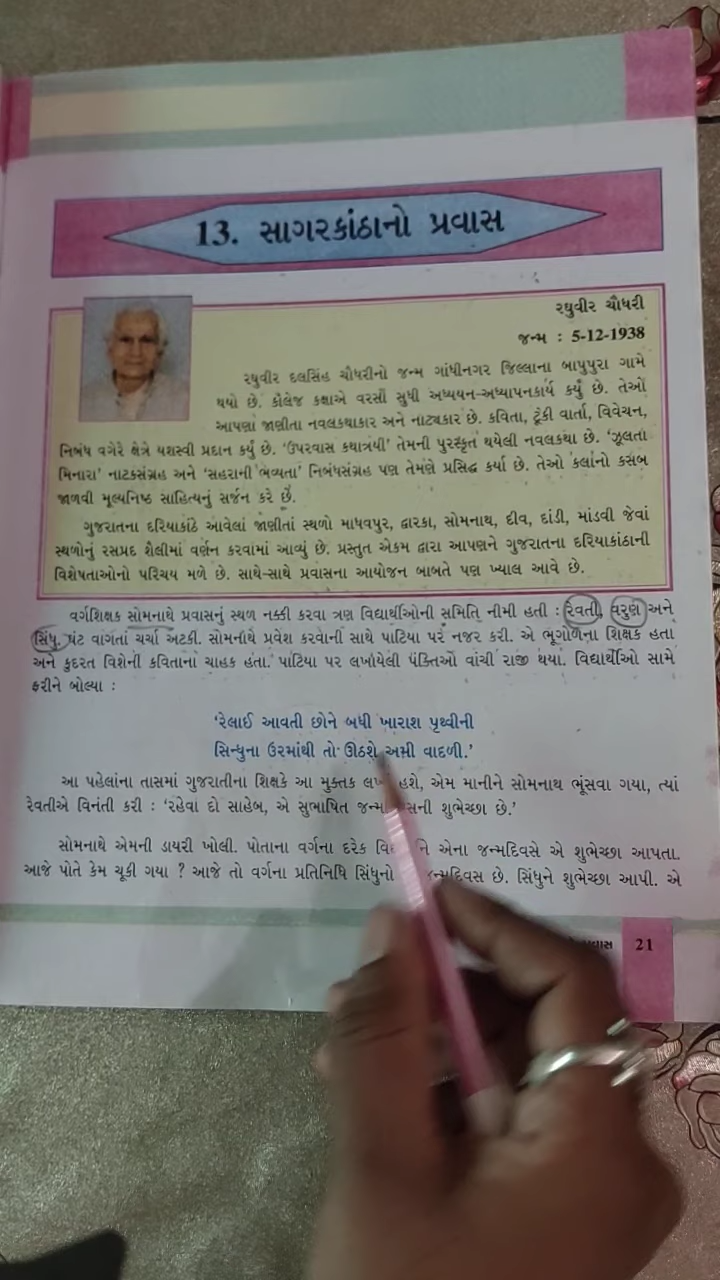 13. સાગરકાંઠાનો પ્રવાસ
રઘુવીર ચૌધરી
જન્મ : 5-12-1938
રઘુવીર દલસિંહ ચૌધરીનો જન્મ ગાંધીનગર જિલ્લાના બાપુપુરા ગામે
થયો છે. કૉલેજ કક્ષાએ વરસો સુધી અધ્યયન-અધ્યાપનકાર્ય કર્યું છે. તેઓ
આપણા જાણીતા નવલકથાકાર અને નાટ્યકાર છે. કવિતા, ટૂંકી વાર્તા, વિવેચન,
નિબંધ વગેરે ક્ષેત્રે યશસ્વી પ્રદાન કર્યું છે. ‘ઉપરવાસ કથાત્રયી’ તેમની પુરસ્કૃત થયેલી નવલકથા છે. ‘ઝૂલતા
મિનારા’ નાટકસંગ્રહ અને ‘સહરાની ભવ્યતા’ નિબંધસંગ્રહ પણ તેમણે પ્રસિદ્ધ કર્યા છે. તેઓ કલાનો કસબ
જાળવી મૂલ્યનિષ્ઠ સાહિત્યનું સર્જન કરે છે.
ગુજરાતના દરિયાકાંઠે આવેલાં જાણીતાં સ્થળો માધવપુર, દ્વારકા, સોમનાથ, દીવ, દાંડી, માંડવી જેવાં
સ્થળોનું રસપ્રદ શૈલીમાં વર્ણન કરવામાં આવ્યું છે. પ્રસ્તુત એકમ દ્વારા આપણને ગુજરાતના દરિયાકાંઠાની
વિશેષતાઓનો પરિચય મળે છે. સાથે-સાથે પ્રવાસના આયોજન બાબતે પણ ખ્યાલ આવે છે.
વર્ગશિક્ષક સોમનાથે પ્રવાસનું સ્થળ નક્કી કરવા ત્રણ વિદ્યાર્થીઓની સમિતિ નીમી હતી : રેવતી, વરુણ અને
સિંધુ. ઘંટ વાગતાં ચર્ચા અટકી. સોમનાથે પ્રવેશ કરવાની સાથે પાટિયા પર નજર કરી. એ ભૂગોળના શિક્ષક હતા
અને કુદરત વિશેની કવિતાના ચાહક હતા. પાટિયા પર લખાયેલી પંક્તિઓ વાંચી રાજી થયા. વિદ્યાર્થીઓ સામે
ફરીને બોલ્યા :
‘રેલાઈ આવતી છોને બધી ખારાશ પૃથ્વીની
સિન્ધુના ઉરમાંથી તો ઊઠશે અમી વાદળી.’
આ પહેલાંના તાસમાં ગુજરાતીના શિક્ષકે આ મુક્તક હશે, એમ માનીને સોમનાથ ભૂંસવા ગયા, ત્યાં
રેવતીએ વિનંતી કરી : ‘રહેવા દો સાહેબ, એ સુભાષિત શુભેચ્છા છે.’
સોમનાથે એમની ડાયરી ખોલી. પોતાના વર્ગના દરેક એના જન્મદિવસે એ શુભેચ્છા આપતા.
આજે પોતે કેમ ચૂકી ગયા ? આજે તો વર્ગના પ્રતિનિધિ સિંધુનો જન્મદિવસ છે. સિંધુને શુભેચ્છા આપી. એ
21